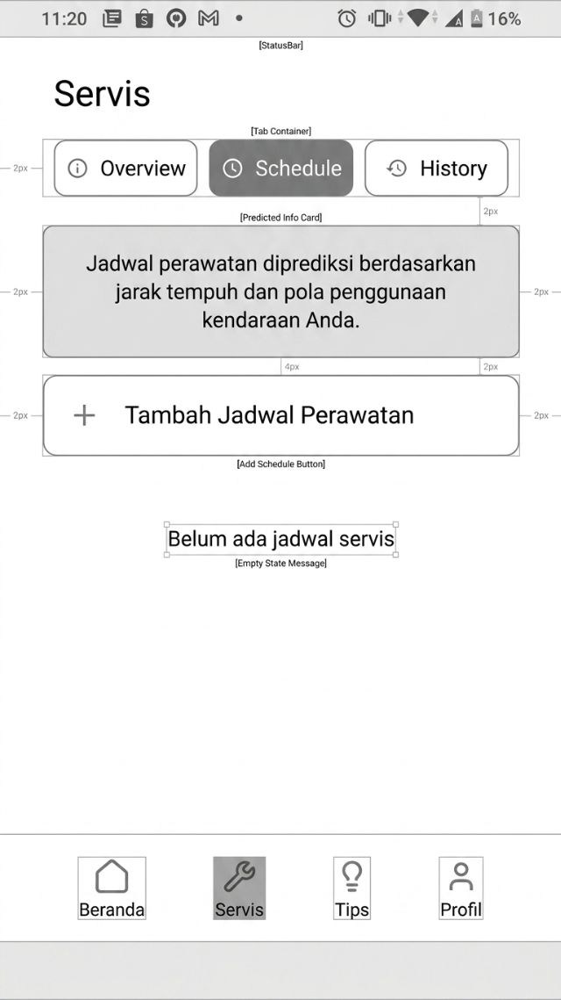 11:20 16%
[StatusBar]
Servis
[Tab Container]
Overview Schedule History
2px
2px
[Predicted Info Card]
Jadwal perawatan diprediksi berdasarkan
jarak tempuh dan pola penggunaan
kendaraan Anda.
2px 2px
4px 2px
Tambah Jadwal Perawatan
2px 2px
[Add Schedule Button]
Belum ada jadwal servis
[Empty State Message]
Beranda Servis Tips Profil